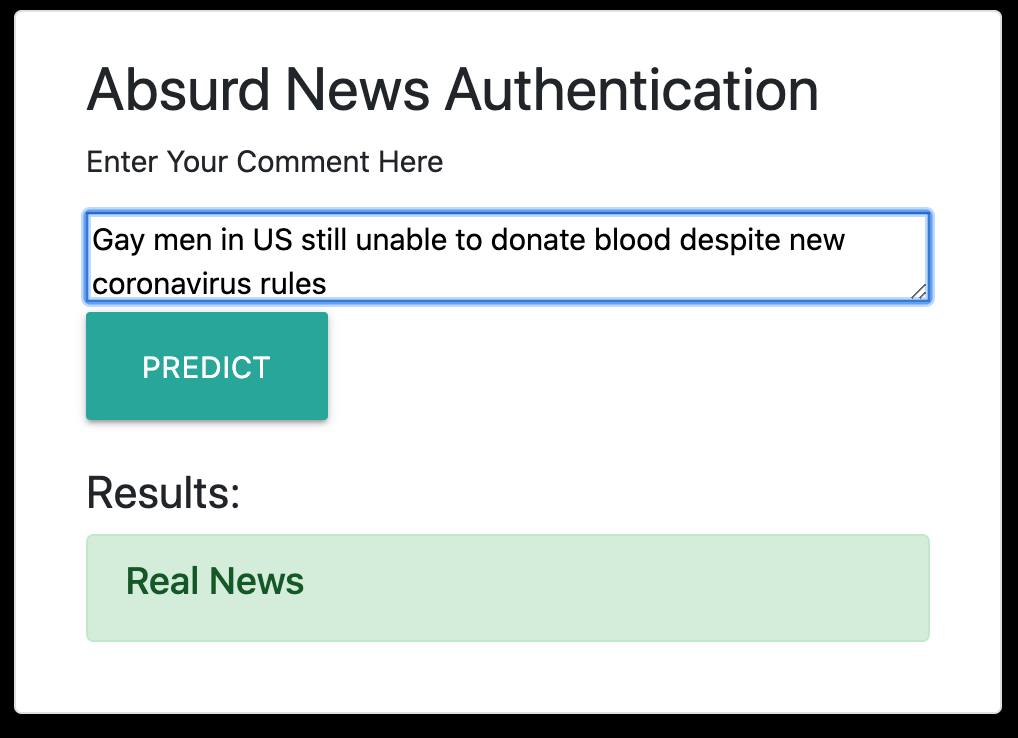 Absurd News Authentication
Enter Your Comment Here
Gay men in US still unable to donate blood despite new
coronavirus rules
PREDICT
Results:
Real News